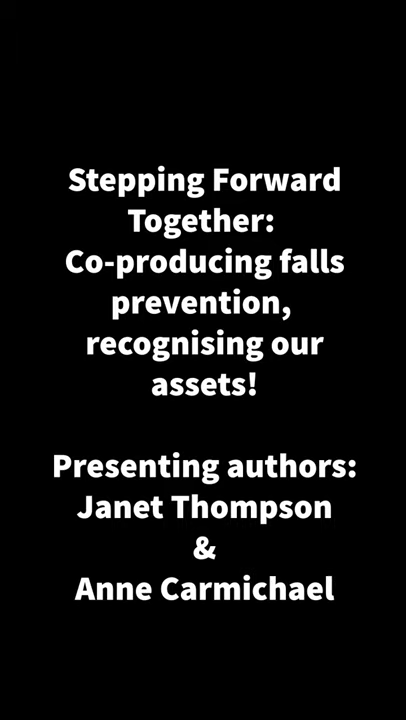 Stepping Forward
Together:
Co-producing falls
prevention,
recognising our
assets!
Presenting authors:
Janet Thompson
&
Anne Carmichael